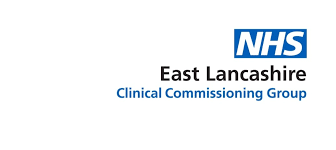 NHS
East Lancashire
Clinical Commissioning Group